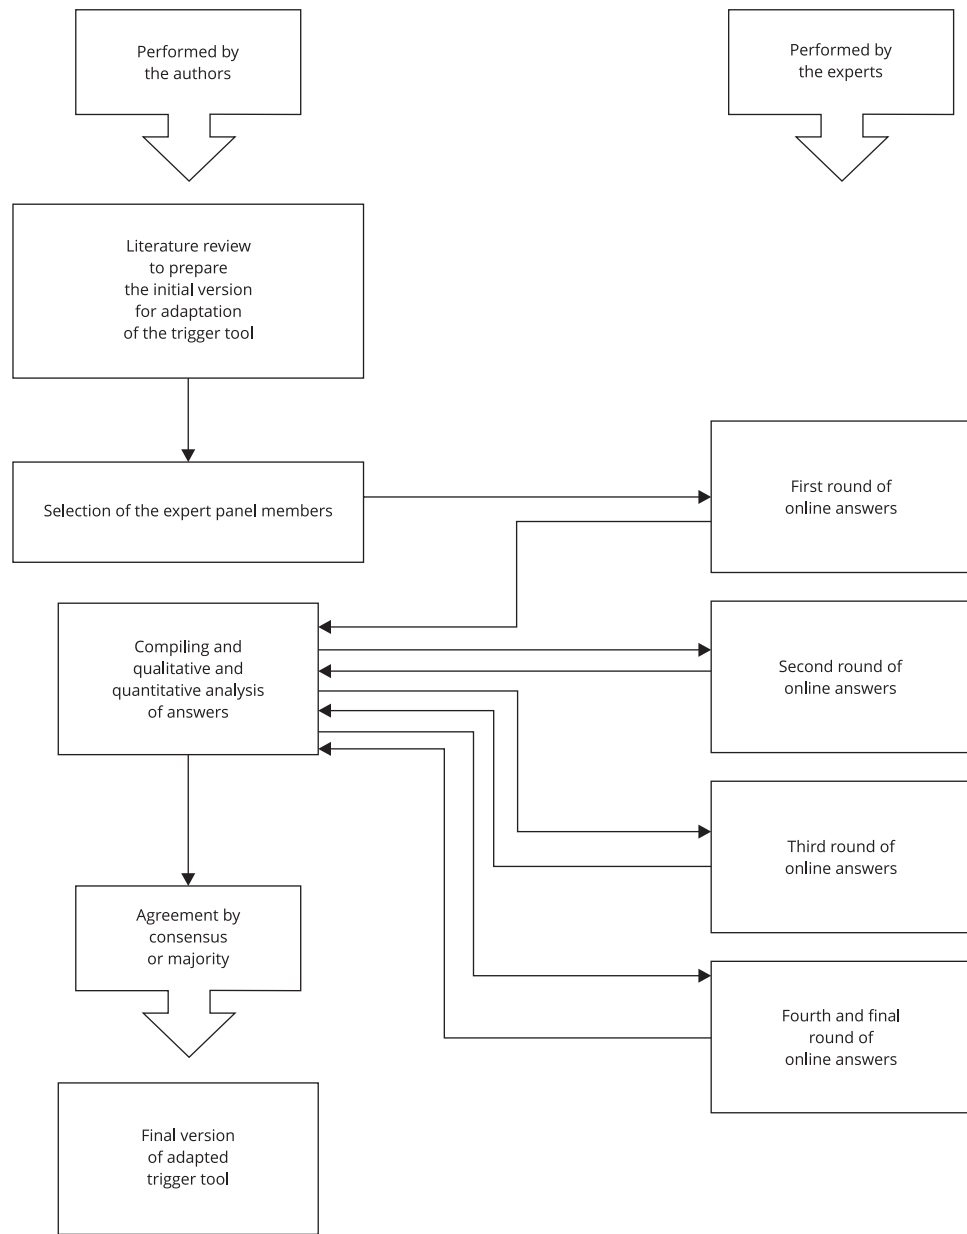 Performed by
the authors
Performed by
the experts
Literature review
to prepare
the initial version
for adaptation
of the trigger tool
Selection of the expert panel members
First round of
online answers
Compiling and
qualitative and
quantitative analysis
of answers
Second round of
online answers
Third round of
online answers
Agreement by
consensus
or majority
Fourth and final
round of
online answers
Final version
of adapted
trigger tool